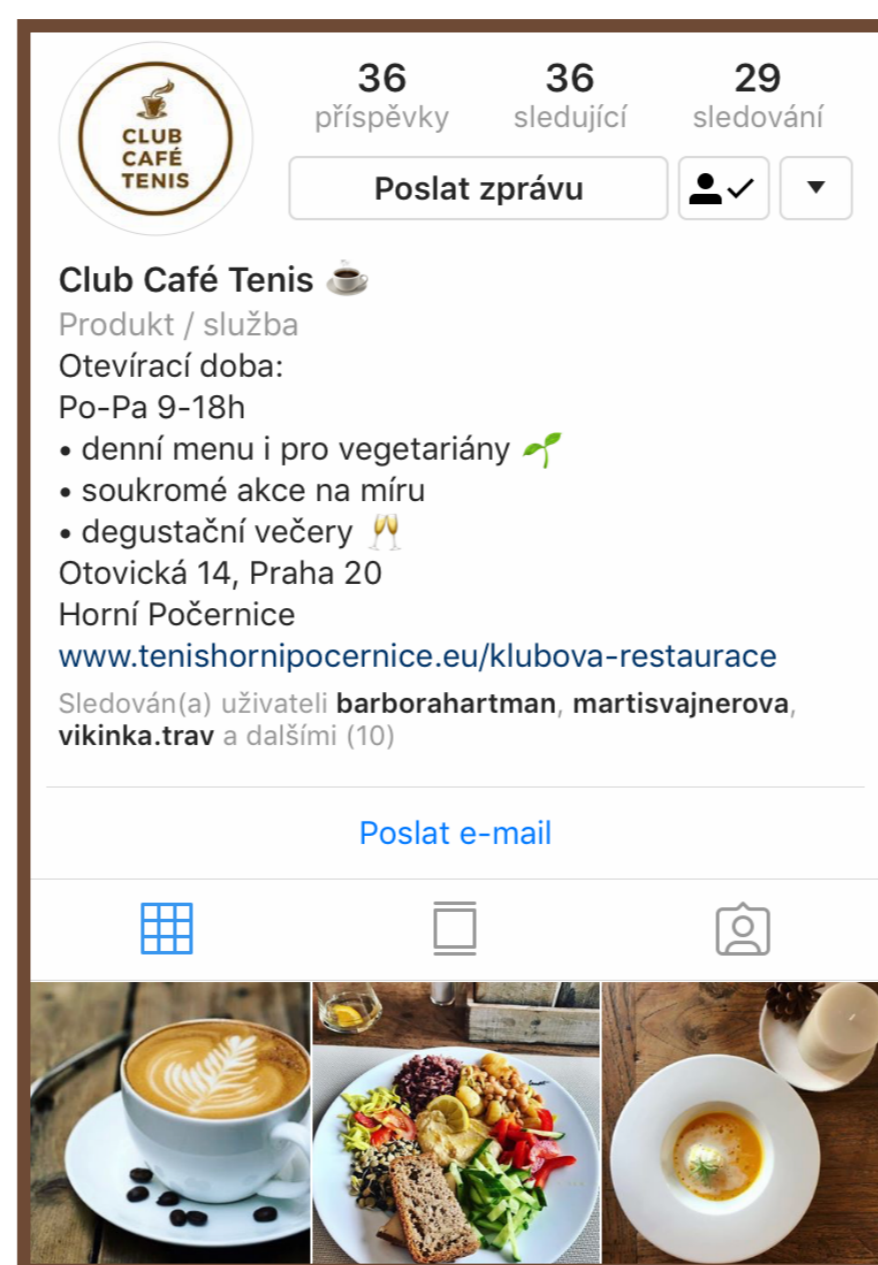 CLUB
CAFÉ
TENIS
36 36 29
příspěvky sledující sledování
Poslat zprávu
Club Café Tenis
Produkt / služba
Otevírací doba:
Po-Pa 9-18h
• denní menu i pro vegetariány
• soukromé akce na míru
• degustační večery
Otovická 14, Praha 20
Horní Počernice
www.tenishornipocernice.eu/klubova-restaurace
Sledován(a) uživateli barborahartman, martisvajnerova,
vikinka.trav a dalšími (10)
Poslat e-mail